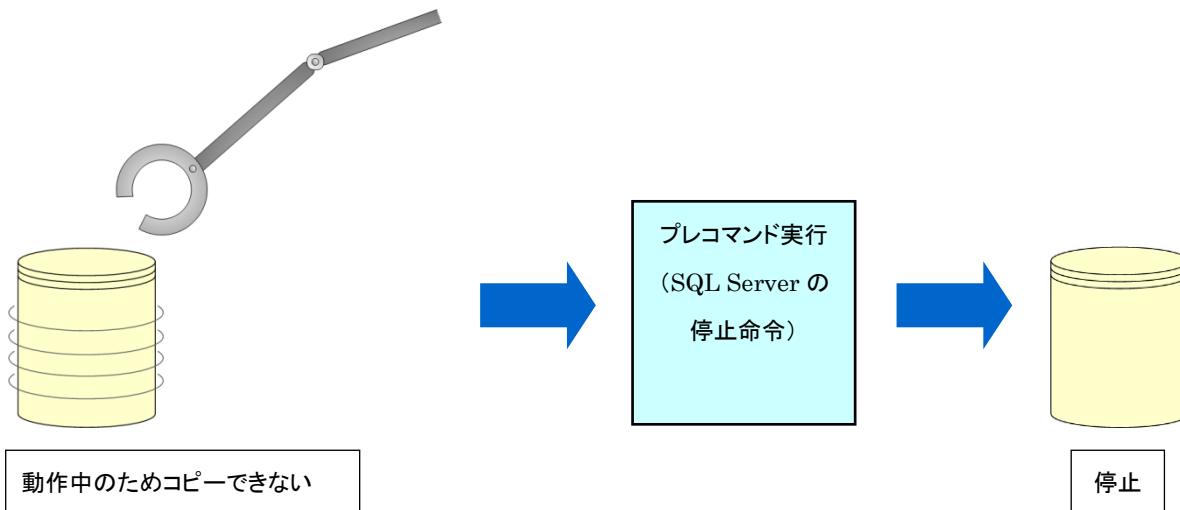 プレコマンド実行
（SQL Server の
停止命令）
動作中のためコピーできない
停止